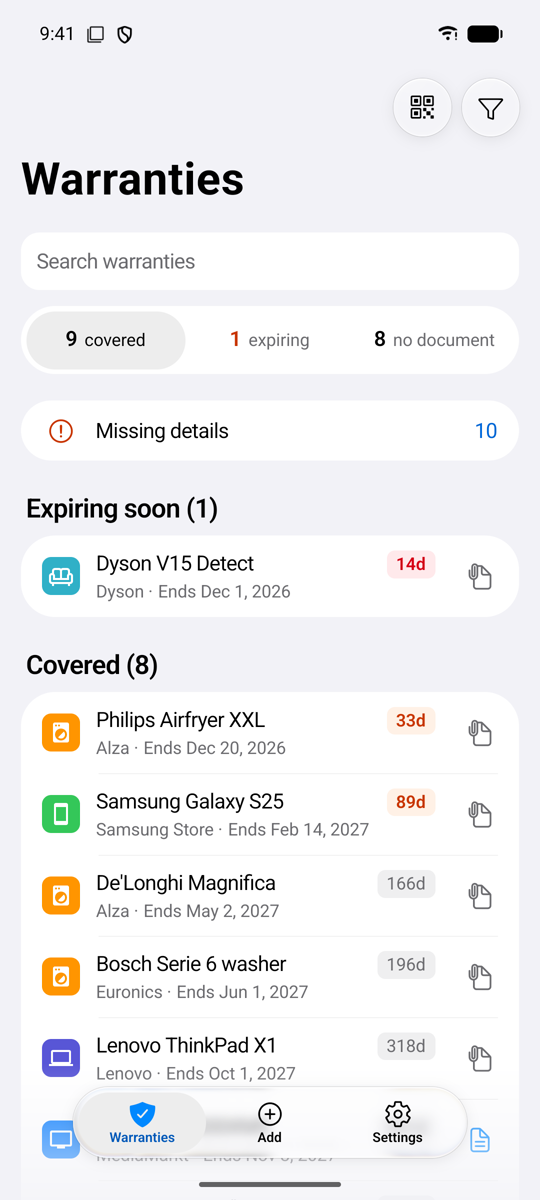 9:41
Warranties
Search warranties
9 covered
1 expiring
8 no document
Missing details
10
Expiring soon (1)
Dyson V15 Detect
14d
Dyson · Ends Dec 1, 2026
Covered (8)
Philips Airfryer XXL
33d
Alza · Ends Dec 20, 2026
Samsung Galaxy S25
89d
Samsung Store · Ends Feb 14, 2027
De'Longhi Magnifica
166d
Alza · Ends May 2, 2027
Bosch Serie 6 washer
196d
Euronics · Ends Jun 1, 2027
Lenovo ThinkPad X1
318d
Lenovo · Ends Oct 1, 2027
Warranties
Add
Settings